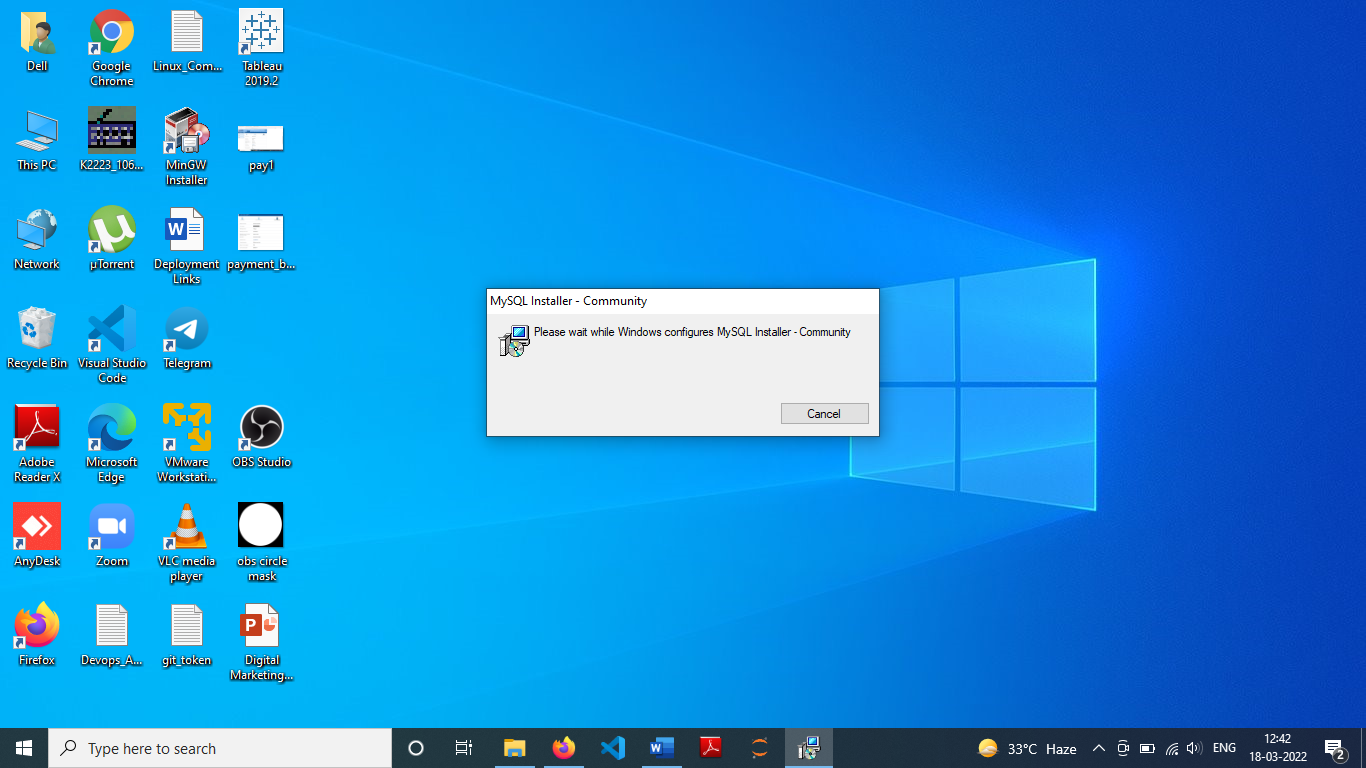 Dell
Google
Chrome
Linux_Com...
Tableau
2019.2
This PC
K2223_106...
MinGW
Installer
pay1
Network
µTorrent
Deployment
Links
payment_b...
Recycle Bin
Visual Studio
Code
Telegram
Adobe
Reader X
Microsoft
Edge
VMware
Workstati...
OBS Studio
AnyDesk
Zoom
VLC media
player
obs circle
mask
Firefox
Devops_A...
git_token
Digital
Marketing...
MySQL Installer - Community
Please wait while Windows configures MySQL Installer - Community
Cancel
Type here to search
33°C Haze
ENG
12:42
18-03-2022
2